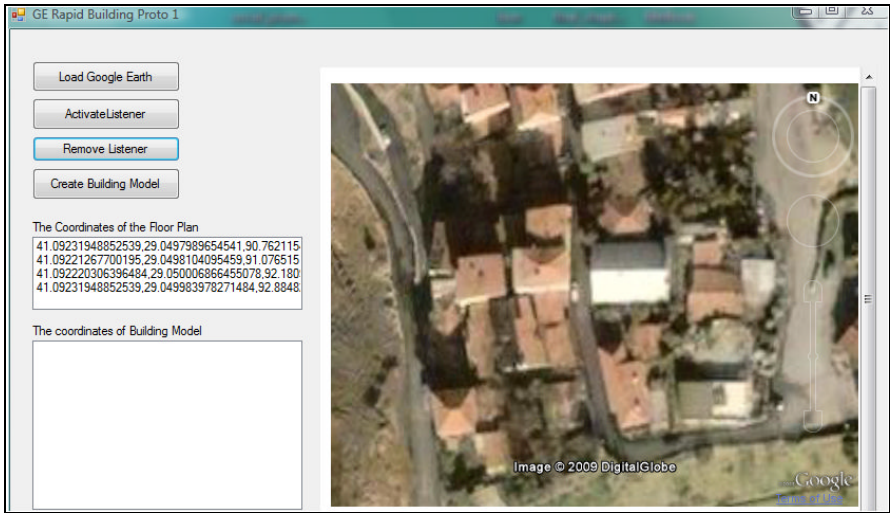 GE Rapid Building Proto 1
Load Google Earth
ActivateListener
Remove Listener
Create Building Model
The Coordinates of the Floor Plan
41.09231948852539,29.0497989654541,90.762115
41.09221267700195,29.0498104095459,91.076515
41.092220306396484,29.050006866455078,92.180
41.09231948852539,29.049983978271484,92.8848
The coordinates of Building Model
N
Image © 2009 DigitalGlobe
Google
Terms of Use